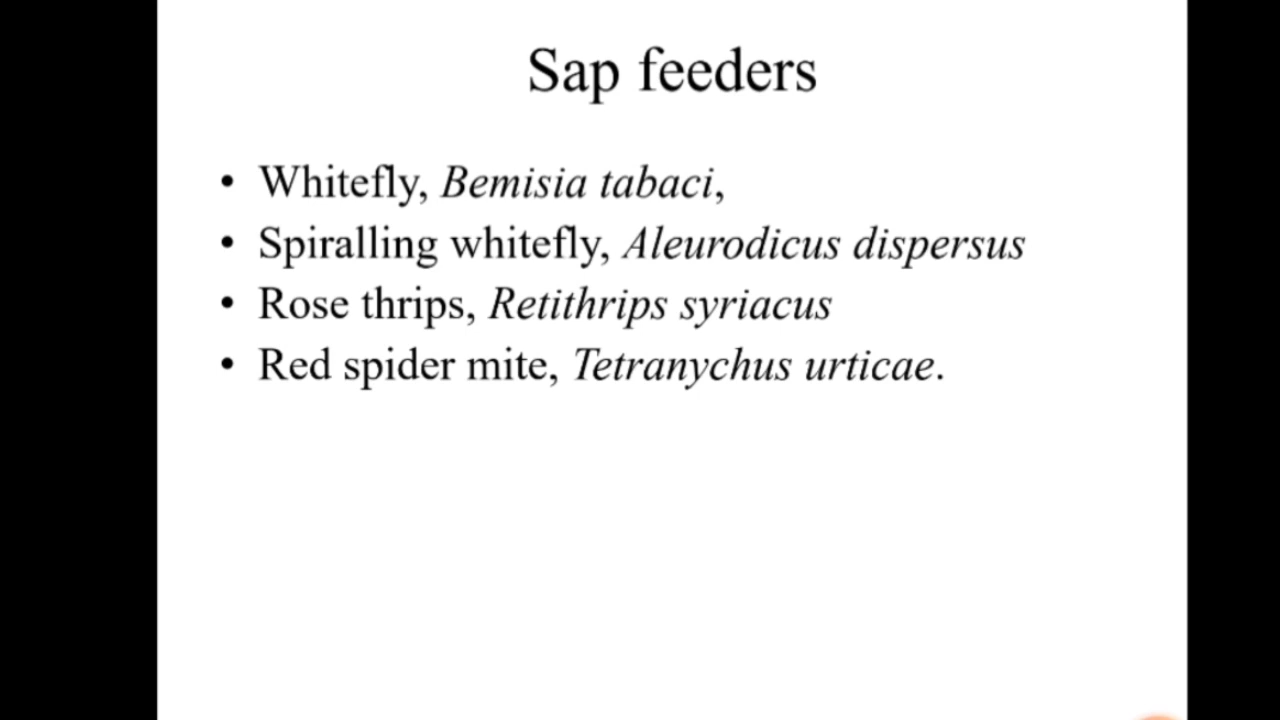 Sap feeders
• Whitefly, Bemisia tabaci,
• Spiralling whitefly, Aleurodicus dispersus
• Rose thrips, Retithrips syriacus
• Red spider mite, Tetranychus urticae.